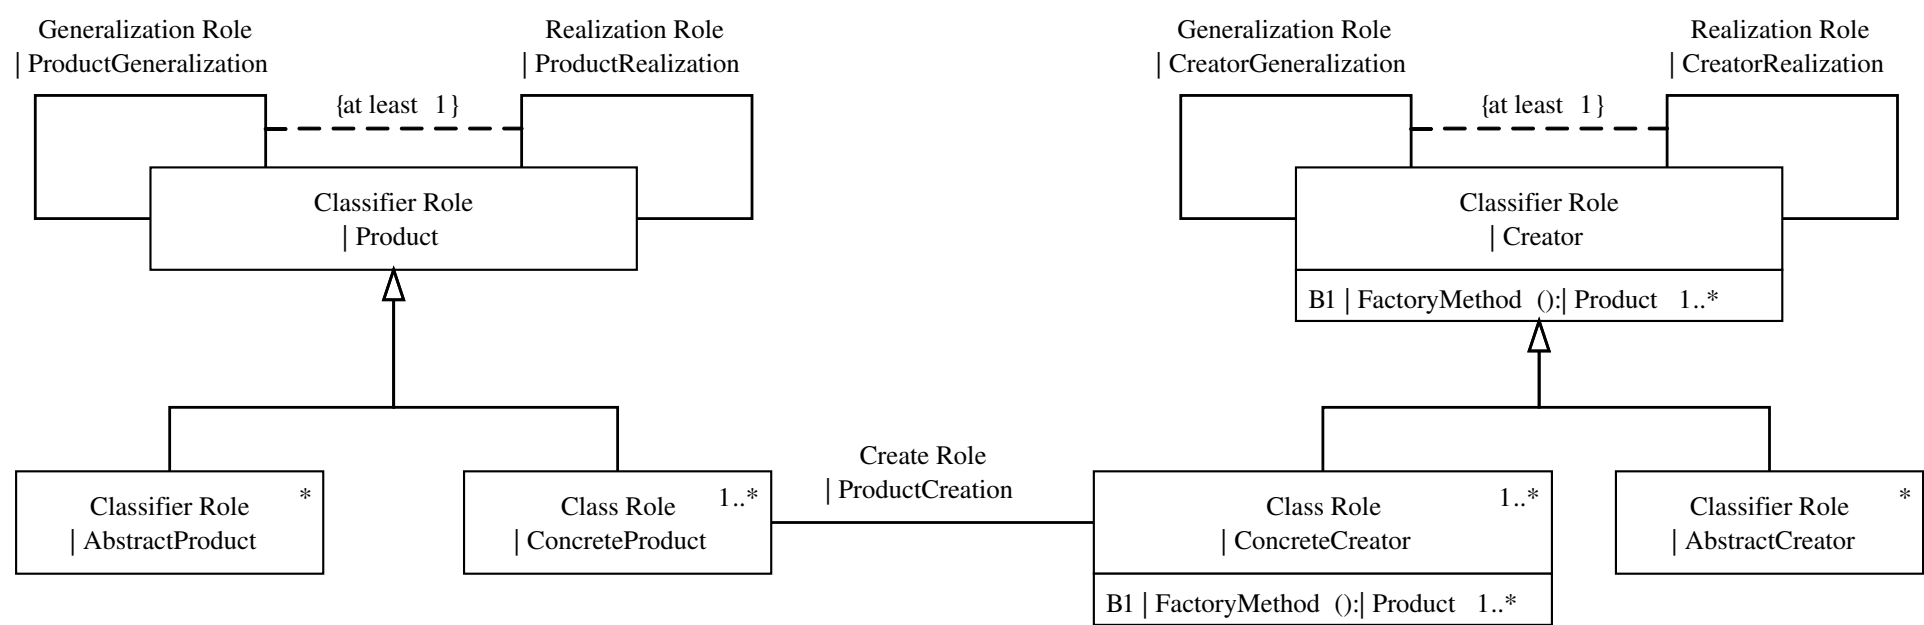 Generalization Role
| ProductGeneralization
Realization Role
| ProductRealization
Generalization Role
| CreatorGeneralization
Realization Role
| CreatorRealization
{at least 1}
{at least 1}
Classifier Role
| Product
Classifier Role
| Creator
B1 | FactoryMethod ():| Product 1..*
Create Role
| ProductCreation
Classifier Role
*
| AbstractProduct
Class Role
1..*
| ConcreteProduct
Class Role
1..*
| ConcreteCreator
B1 | FactoryMethod ():| Product 1..*
Classifier Role
*
| AbstractCreator